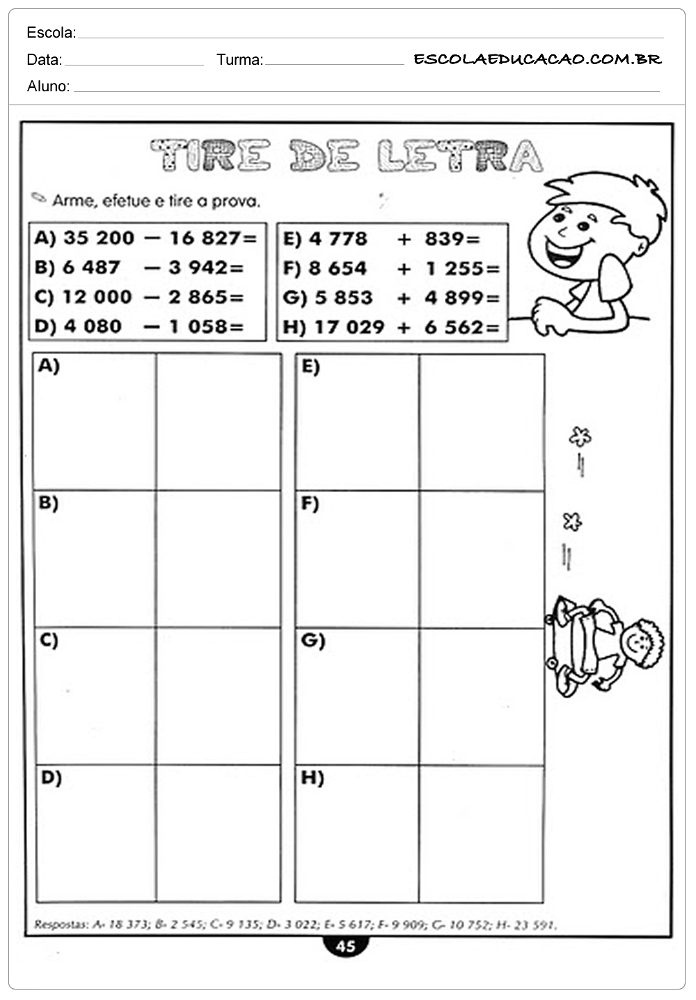 Escola:
Data: Turma: ESCOLAEDUCACAO.COM.BR
Aluno:
TIRE DE LETRA
Arme, efetue e tire a prova.
A) 35 200 – 16 827=
B) 6 487 – 3 942=
C) 12 000 – 2 865=
D) 4 080 – 1 058=
E) 4 778 + 839=
F) 8 654 + 1 255=
G) 5 853 + 4 899=
H) 17 029 + 6 562=
A)
B)
C)
D)
E)
F)
G)
H)
Respostas: A- 18 373; B- 2 545; C- 9 135; D- 3 022; E- 5 617; F- 9 909; G- 10 752; H- 23 591.
45